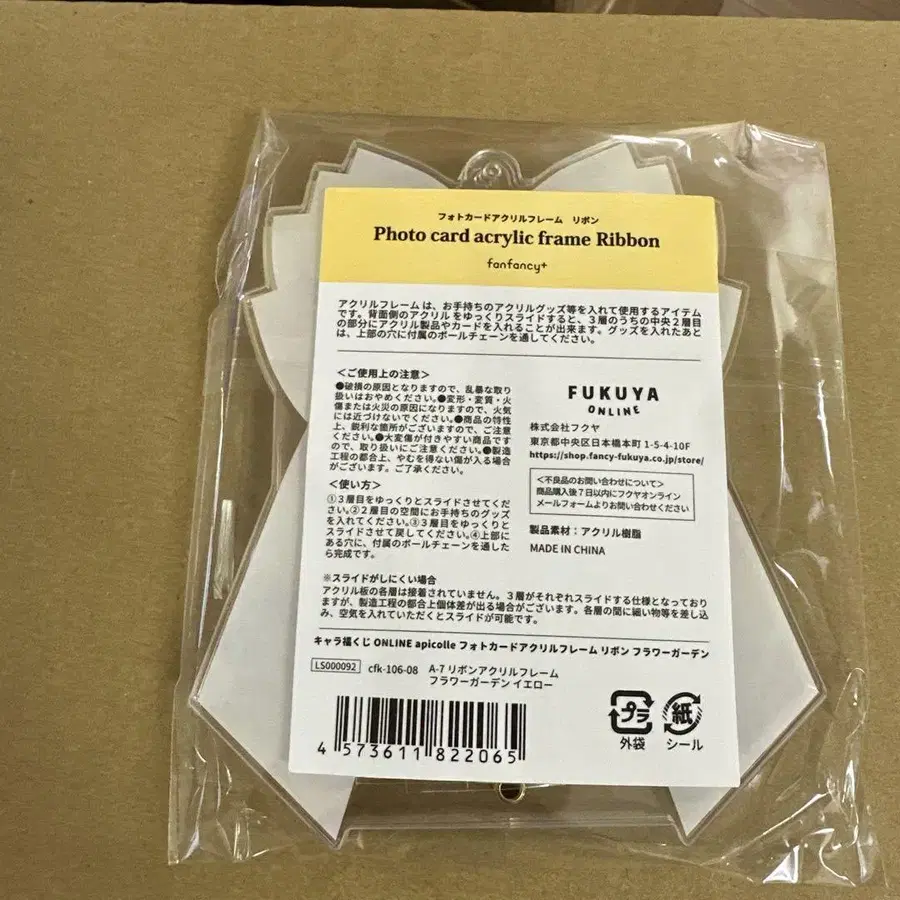 フォトカードアクリルフレーム リボン
Photo card acrylic frame Ribbon
fanfancy+
アクリルフレームは、お手持ちのアクリルグッズ等を入れて使用するアイテム
です。背面側のアクリルをゆっくりスライドすると、3層のうちの中央2層目
の部分にアクリル製品やカードを入れることが出来ます。グッズを入れたあと
は、上部の穴に付属のボールチェーンを通してください。
＜ご使用上の注意＞
●破損の原因となりますので、乱暴な取り
扱いはおやめください。●変形・変質・火
傷または火災の原因になりますので、火気
には近づけないでください。●商品の特性
上、鋭利な箇所がございますので、ご注意
ください。●大変傷が付きやすい商品です
ので、取り扱いにご注意ください。●製造
工程の都合上、やむを得ない傷が入る場合
がございます。ご了承ください。
＜使い方＞
①3層目をゆっくりとスライドさせてくだ
さい。②2層目の空間にお手持ちのグッズ
を入れてください。③3層目をゆっくりと
スライドさせて戻してください。④上部に
ある穴に、付属のボールチェーンを通した
ら完成です。
FUKUYA
ONLINE
株式会社フクヤ
東京都中央区日本橋本町 1-5-4-10F
https://shop.fancy-fukuya.co.jp/store/
＜不良品のお問い合わせについて＞
商品購入後7日以内にフクヤオンライン
メールフォームよりお問い合わせください
製品素材：アクリル樹脂
MADE IN CHINA
※スライドがしにくい場合
アクリル板の各層は接着されていません。3層がそれぞれスライドする仕様となっており
ますが、製造工程の都合上個体差が出る場合がございます。各層の間に細い物等を差し込
み、空気を入れていただくとスライドが可能です。
キャラ福くじ ONLINE apicolle フォトカードアクリルフレーム リボン フラワーガーデン
LS000092 cfk-106-08 A-7 リボンアクリルフレーム
フラワーガーデン イエロー
4 573611 822065
プラ 紙
外袋 シール